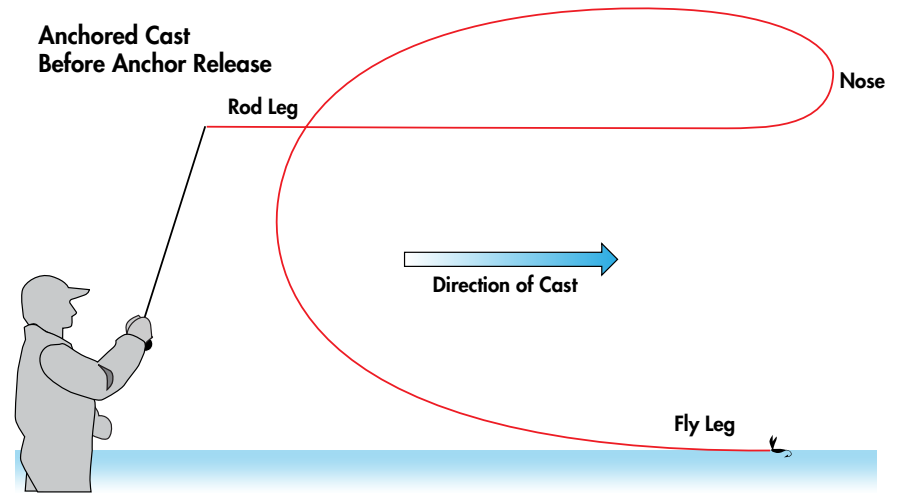 Anchored Cast
Before Anchor Release
Rod Leg
Nose
Direction of Cast
Fly Leg